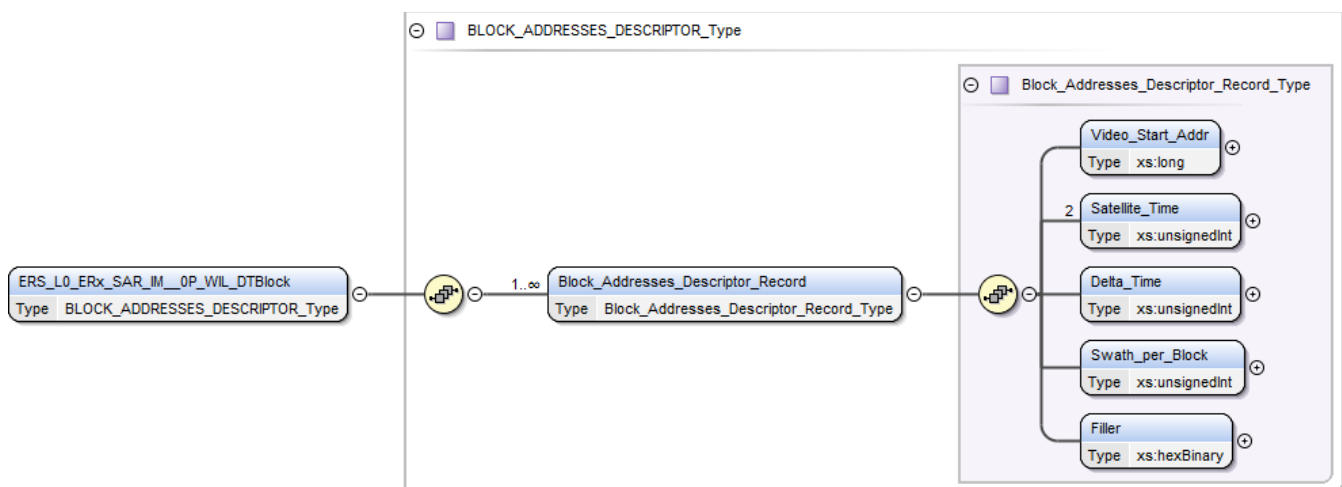 BLOCK_ADDRESSES_DESCRIPTOR_Type
Block_Addresses_Descriptor_Record_Type
Video_Start_Addr
Type xs:long
2
Satellite_Time
Type xs:unsignedInt
ERS_L0_ERx_SAR_IM__0P_WIL_DTBlock
Type BLOCK_ADDRESSES_DESCRIPTOR_Type
1..∞
Block_Addresses_Descriptor_Record
Type Block_Addresses_Descriptor_Record_Type
Delta_Time
Type xs:unsignedInt
Swath_per_Block
Type xs:unsignedInt
Filler
Type xs:hexBinary